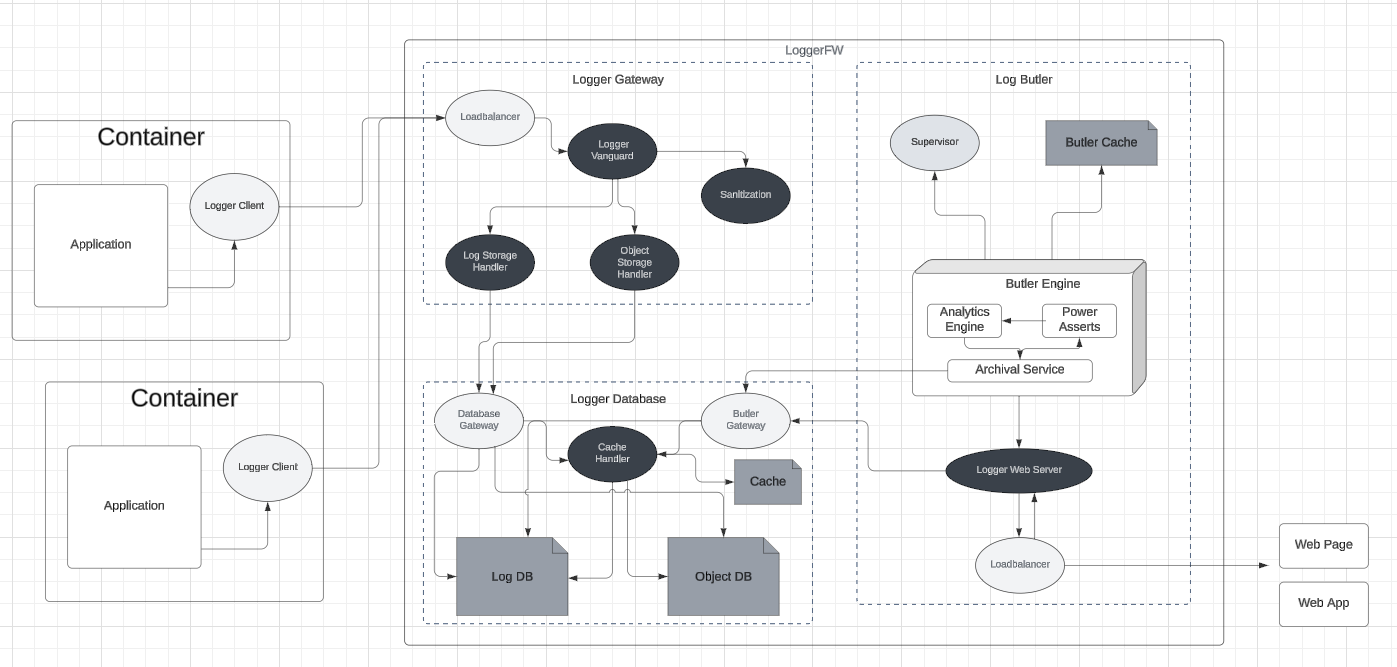 LoggerFW
Logger Gateway
Log Butler
Loadbalancer
Container
Logger
Vanguard
Supervisor
Butler Cache
Sanitization
Logger Client
Application
Log Storage
Handler
Object
Storage
Handler
Butler Engine
Analytics
Engine
Power
Asserts
Archival Service
Container
Logger Database
Database
Gateway
Butler
Gateway
Cache
Handler
Logger Client
Logger Web Server
Cache
Application
Web Page
Loadbalancer
Log DB
Object DB
Web App